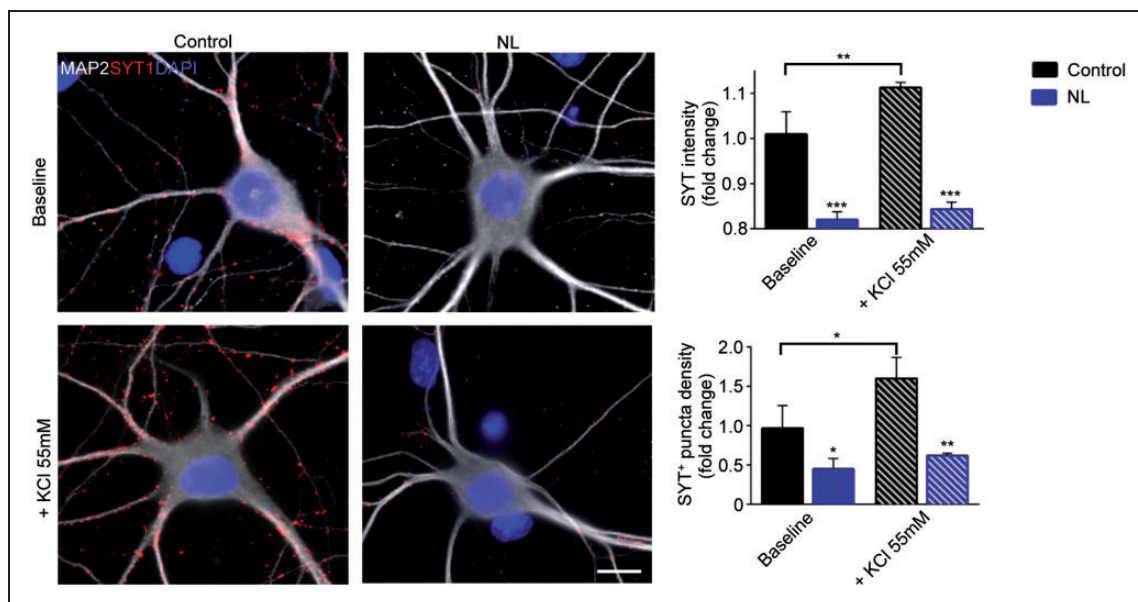 Control
NL
MAP2SYT1DAPI
Baseline
+ KCl 55mM
SYT intensity
(fold change)
1.1
1.0
0.9
0.8
**
***
***
Baseline
+ KCl 55mM
Control
NL
SYT+ puncta density
(fold change)
2.0
1.5
1.0
0.5
0
*
*
**
Baseline
+ KCl 55mM